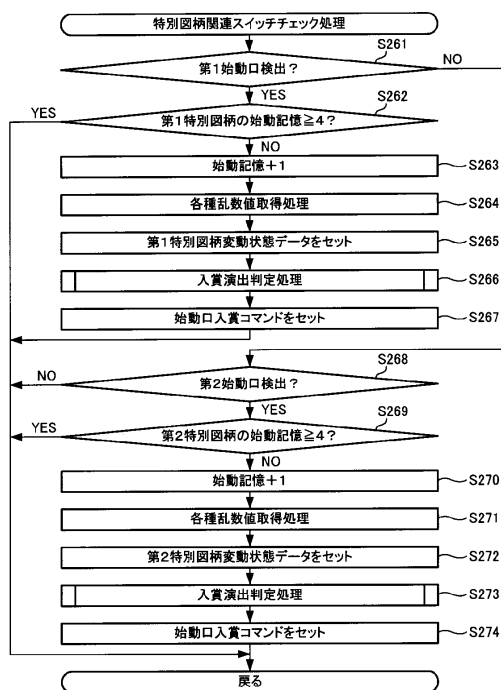 特別図柄関連スイッチチェック処理
S261
第1始動口検出？
NO
YES
S262
YES
第1特別図柄の始動記憶≧4？
NO
始動記憶＋1
S263
各種乱数値取得処理
S264
第1特別図柄変動状態データをセット
S265
入賞演出判定処理
S266
始動口入賞コマンドをセット
S267
S268
NO
第2始動口検出？
YES
S269
YES
第2特別図柄の始動記憶≧4？
NO
始動記憶＋1
S270
各種乱数値取得処理
S271
第2特別図柄変動状態データをセット
S272
入賞演出判定処理
S273
始動口入賞コマンドをセット
S274
戻る